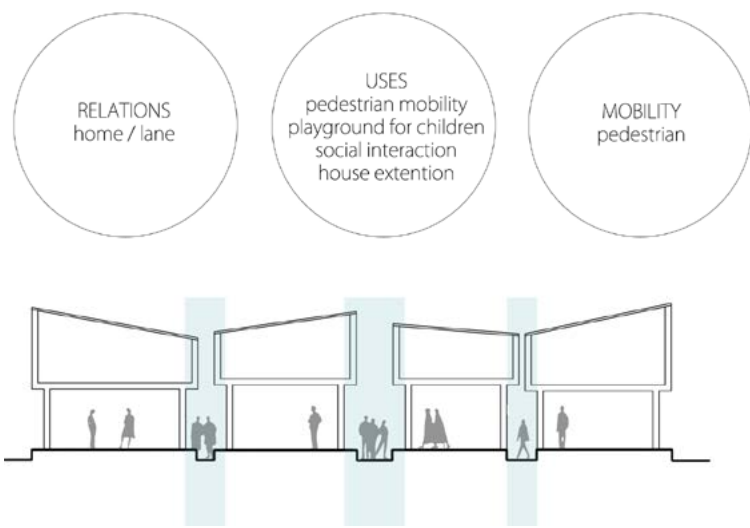 RELATIONS
home / lane
USES
pedestrian mobility
playground for children
social interaction
house extention
MOBILITY
pedestrian